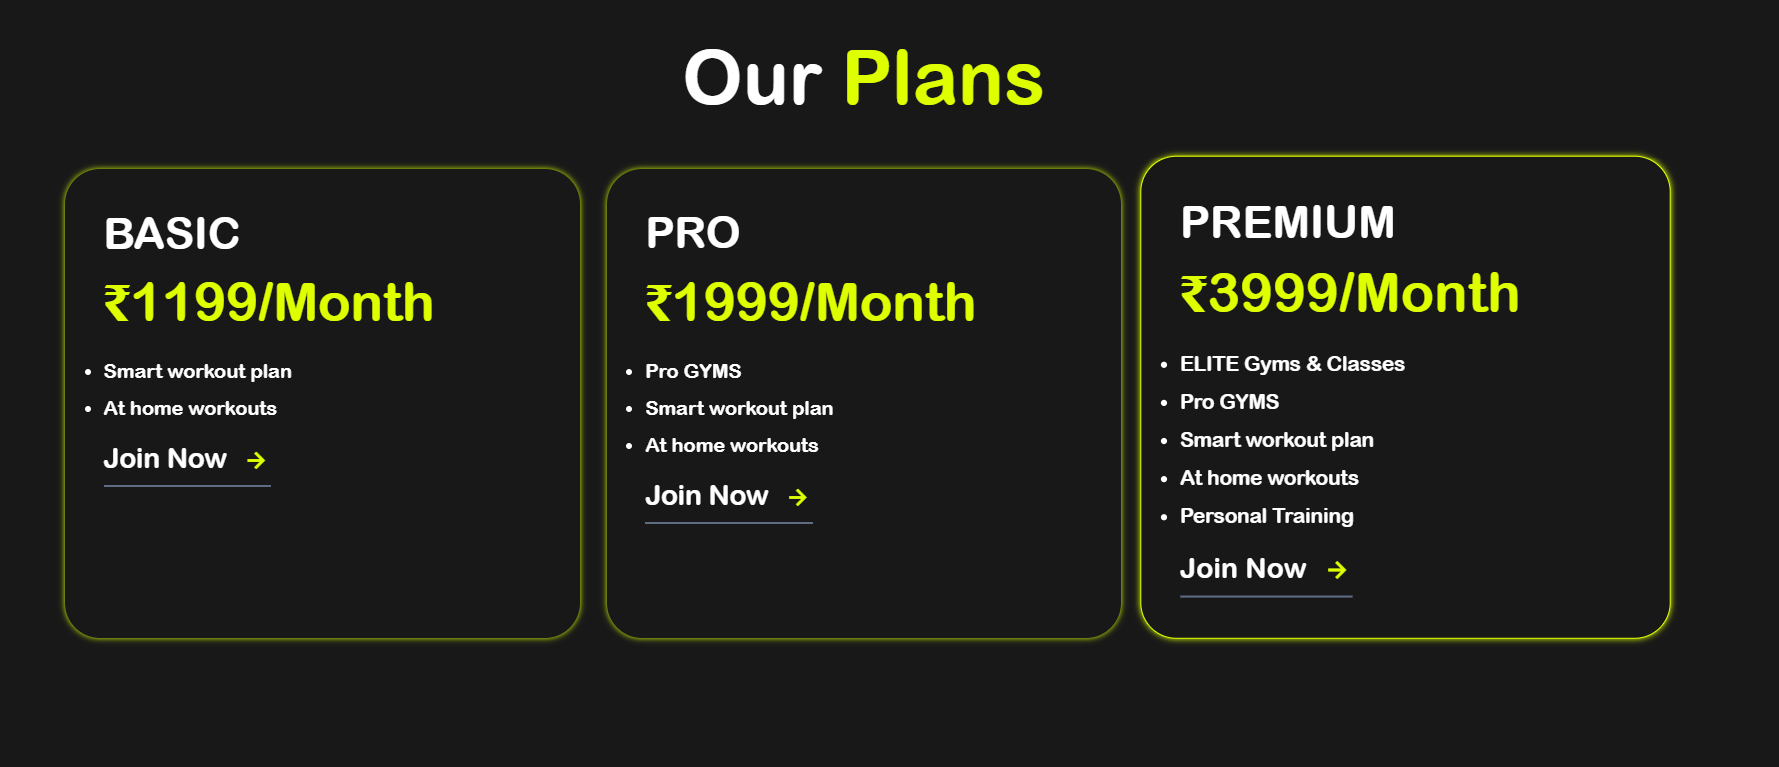 Our Plans
BASIC
₹1199/Month
Smart workout plan
At home workouts
Join Now
PRO
₹1999/Month
Pro GYMS
Smart workout plan
At home workouts
Join Now
PREMIUM
₹3999/Month
ELITE Gyms & Classes
Pro GYMS
Smart workout plan
At home workouts
Personal Training
Join Now